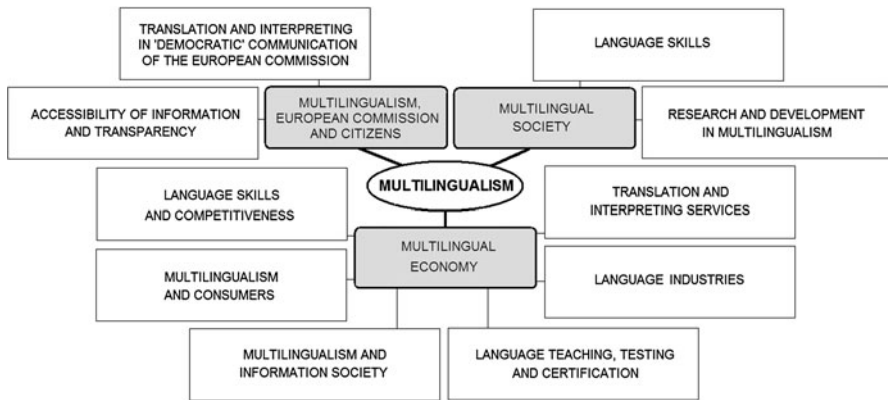 TRANSLATION AND INTERPRETING
IN 'DEMOCRATIC' COMMUNICATION
OF THE EUROPEAN COMMISSION
LANGUAGE SKILLS
ACCESSIBILITY OF INFORMATION
AND TRANSPARENCY
MULTILINGUALISM,
EUROPEAN COMMISSION
AND CITIZENS
MULTILINGUAL
SOCIETY
RESEARCH AND DEVELOPMENT
IN MULTILINGUALISM
MULTILINGUALISM
LANGUAGE SKILLS
AND COMPETITIVENESS
TRANSLATION AND
INTERPRETING SERVICES
MULTILINGUAL
ECONOMY
MULTILINGUALISM
AND CONSUMERS
LANGUAGE INDUSTRIES
MULTILINGUALISM AND
INFORMATION SOCIETY
LANGUAGE TEACHING, TESTING
AND CERTIFICATION